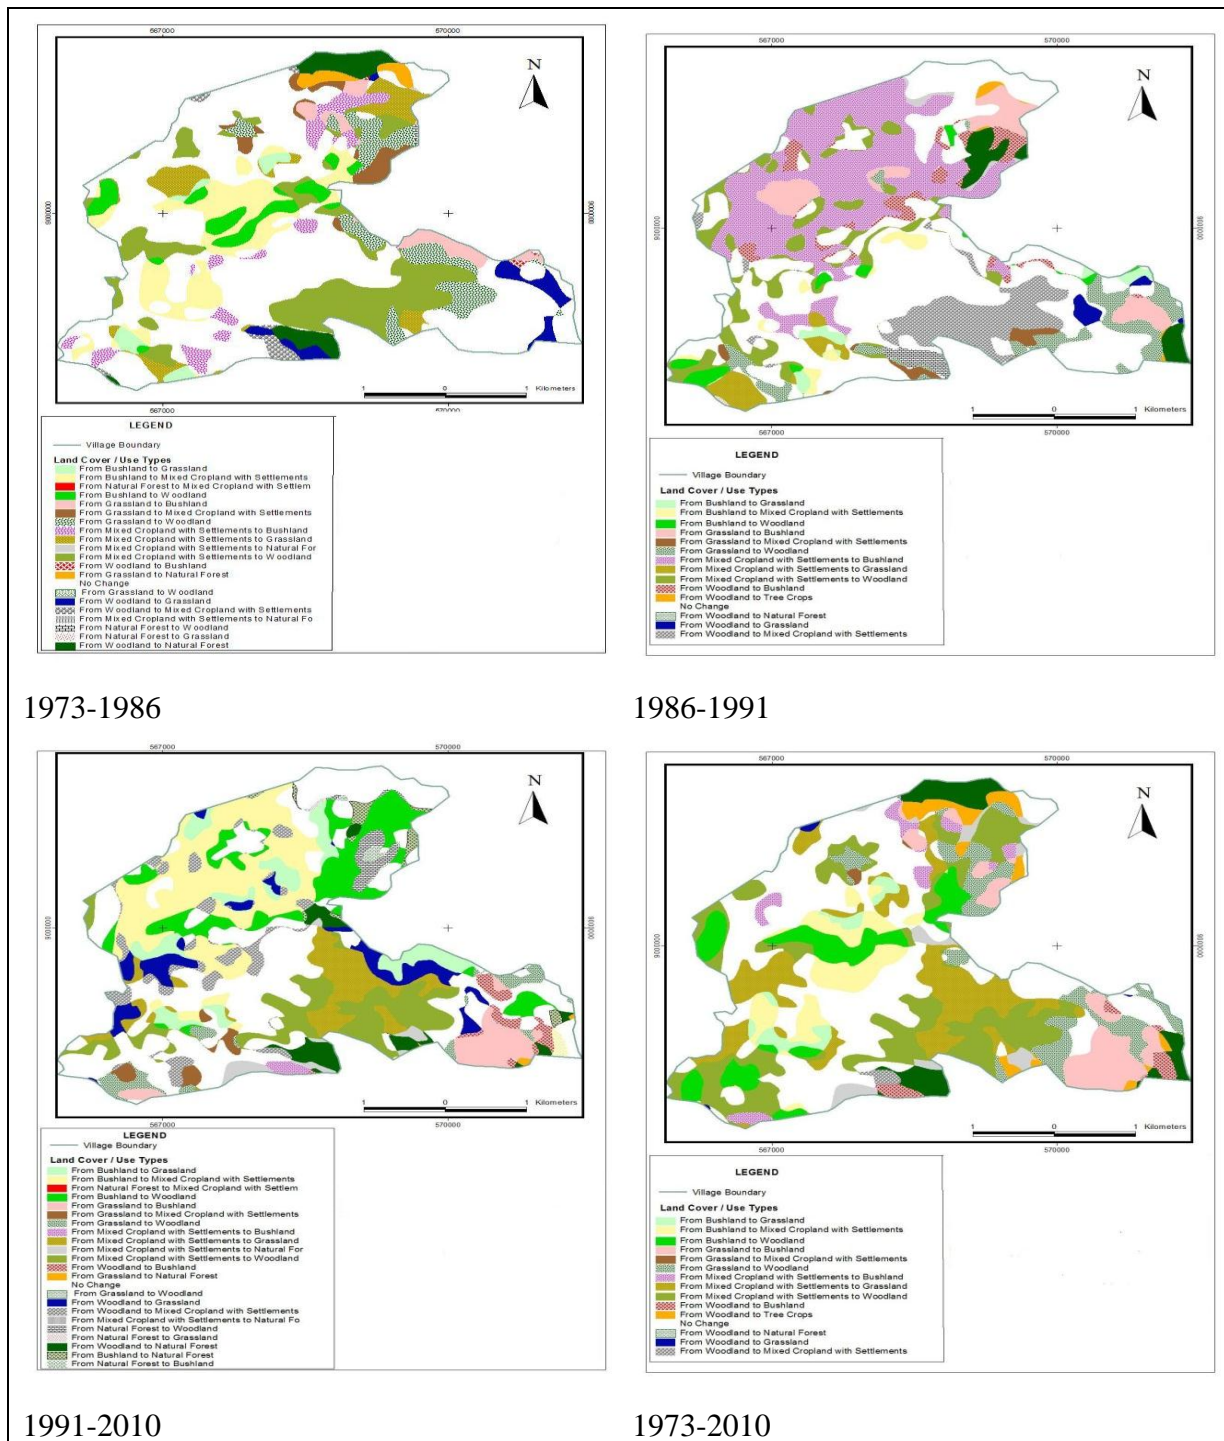 567000
570000
9000000
9000000
N
1
0
1
Kilometers
567000
570000
LEGEND
Village Boundary
Land Cover / Use Types
From Bushland to Grassland
From Bushland to Mixed Cropland with Settlements
From Natural Forest to Mixed Cropland with Settlem
From Bushland to Woodland
From Grassland to Bushland
From Grassland to Mixed Cropland with Settlements
From Grassland to Woodland
From Mixed Cropland with Settlements to Bushland
From Mixed Cropland with Settlements to Grassland
From Mixed Cropland with Settlements to Natural For
From Mixed Cropland with Settlements to Woodland
From Woodland to Bushland
From Grassland to Natural Forest
No Change
From Grassland to Woodland
From Woodland to Grassland
From Woodland to Mixed Cropland with Settlements
From Mixed Cropland with Settlements to Natural Fo
From Natural Forest to Woodland
From Natural Forest to Grassland
From Woodland to Natural Forest
1973-1986
567000
570000
9000000
9000000
N
1
0
1
Kilometers
567000
570000
LEGEND
Village Boundary
Land Cover / Use Types
From Bushland to Grassland
From Bushland to Mixed Cropland with Settlements
From Bushland to Woodland
From Grassland to Bushland
From Grassland to Mixed Cropland with Settlements
From Grassland to Woodland
From Mixed Cropland with Settlements to Bushland
From Mixed Cropland with Settlements to Grassland
From Mixed Cropland with Settlements to Woodland
From Woodland to Bushland
From Woodland to Tree Crops
No Change
From Woodland to Natural Forest
From Woodland to Grassland
From Woodland to Mixed Cropland with Settlements
1986-1991
567000
570000
9000000
9000000
N
1
0
1
Kilometers
567000
570000
LEGEND
Village Boundary
Land Cover / Use Types
From Bushland to Grassland
From Bushland to Mixed Cropland with Settlements
From Natural Forest to Mixed Cropland with Settlem
From Bushland to Woodland
From Grassland to Bushland
From Grassland to Mixed Cropland with Settlements
From Grassland to Woodland
From Mixed Cropland with Settlements to Bushland
From Mixed Cropland with Settlements to Grassland
From Mixed Cropland with Settlements to Natural For
From Mixed Cropland with Settlements to Woodland
From Woodland to Bushland
From Grassland to Natural Forest
No Change
From Grassland to Woodland
From Woodland to Grassland
From Woodland to Mixed Cropland with Settlements
From Mixed Cropland with Settlements to Natural Fo
From Natural Forest to Woodland
From Natural Forest to Grassland
From Woodland to Natural Forest
From Bushland to Natural Forest
From Natural Forest to Bushland
1991-2010
567000
570000
9000000
9000000
N
1
0
1
Kilometers
567000
570000
LEGEND
Village Boundary
Land Cover / Use Types
From Bushland to Grassland
From Bushland to Mixed Cropland with Settlements
From Bushland to Woodland
From Grassland to Bushland
From Grassland to Mixed Cropland with Settlements
From Grassland to Woodland
From Mixed Cropland with Settlements to Bushland
From Mixed Cropland with Settlements to Grassland
From Mixed Cropland with Settlements to Woodland
From Woodland to Bushland
From Woodland to Tree Crops
No Change
From Woodland to Natural Forest
From Woodland to Grassland
From Woodland to Mixed Cropland with Settlements
1973-2010